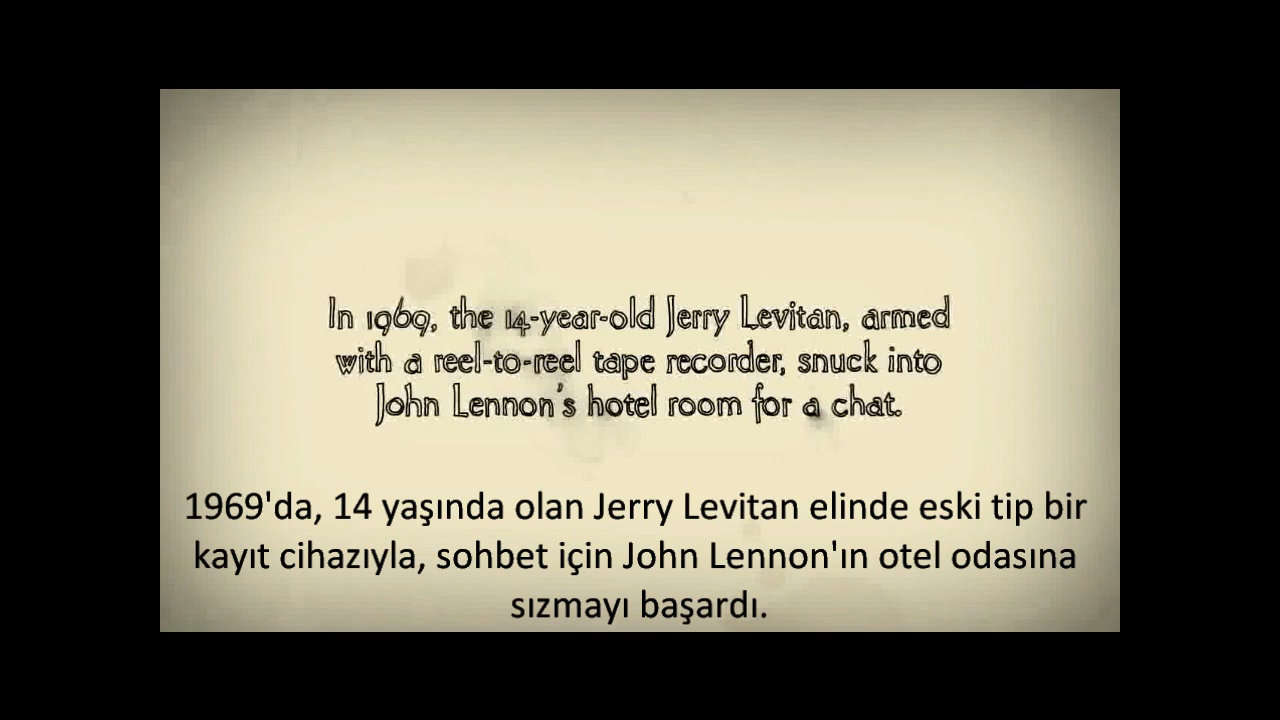 In 1969, the 14-year-old Jerry Levitan, armed
with a reel-to-reel tape recorder, snuck into
John Lennon's hotel room for a chat.
1969'da, 14 yaşında olan Jerry Levitan elinde eski tip bir
kayıt cihazıyla, sohbet için John Lennon'ın otel odasına
sızmayı başardı.